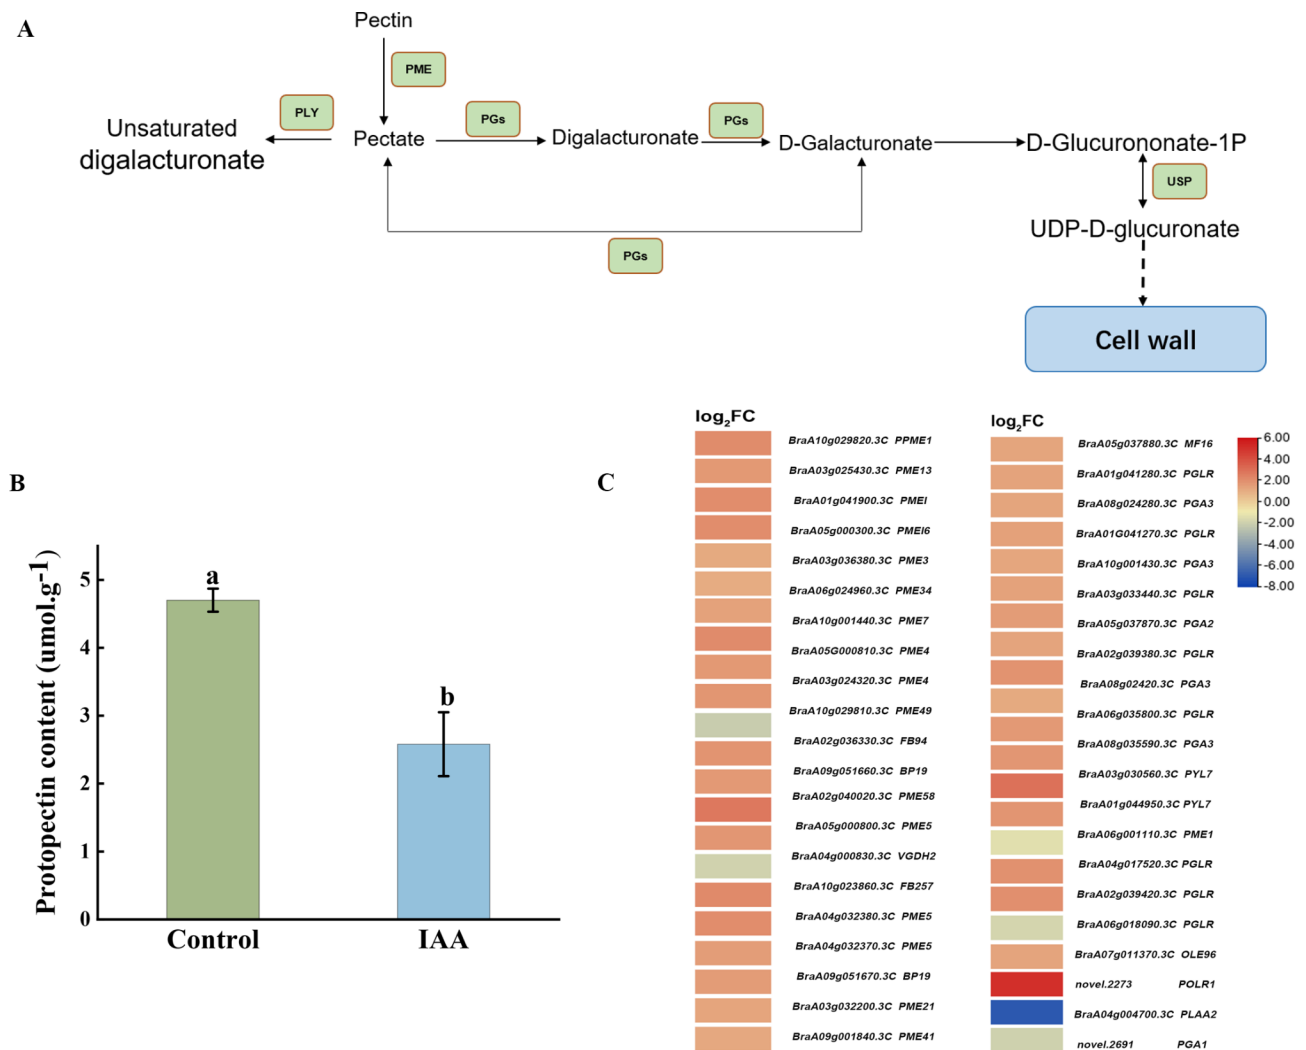 A
Pectin
PME
PLY
PGs
PGs
Unsaturated
digalacturonate
Pectate
Digalacturonate
D-Galacturonate
D-Glucurononate-1P
USP
UDP-D-glucuronate
PGs
Cell wall
B
Protopectin content (umol.g-1)
5
4
3
2
1
0
a
b
Control
IAA
C
log2FC
BraA10g029820.3C PPME1
BraA03g025430.3C PME13
BraA01g041900.3C PMEI
BraA05g000300.3C PMEI6
BraA03g036380.3C PME3
BraA06g024960.3C PME34
BraA10g001440.3C PME7
BraA05G000810.3C PME4
BraA03g024320.3C PME4
BraA10g029810.3C PME49
BraA02g036330.3C FB94
BraA09g051660.3C BP19
BraA02g040020.3C PME58
BraA05g000800.3C PME5
BraA04g000830.3C VGDH2
BraA10g023860.3C FB257
BraA04g032380.3C PME5
BraA04g032370.3C PME5
BraA09g051670.3C BP19
BraA03g032200.3C PME21
BraA09g001840.3C PME41
log2FC
BraA05g037880.3C MF16
BraA01g041280.3C PGLR
BraA08g024280.3C PGA3
BraA01G041270.3C PGLR
BraA10g001430.3C PGA3
BraA03g033440.3C PGLR
BraA05g037870.3C PGA2
BraA02g039380.3C PGLR
BraA08g02420.3C PGA3
BraA06g035800.3C PGLR
BraA08g035590.3C PGA3
BraA03g030560.3C PYL7
BraA01g044950.3C PYL7
BraA06g001110.3C PME1
BraA04g017520.3C PGLR
BraA02g039420.3C PGLR
BraA06g018090.3C PGLR
BraA07g011370.3C OLE96
novel.2273 POLR1
BraA04g004700.3C PLAA2
novel.2691 PGA1
6.00
4.00
2.00
0.00
-2.00
-4.00
-6.00
-8.00